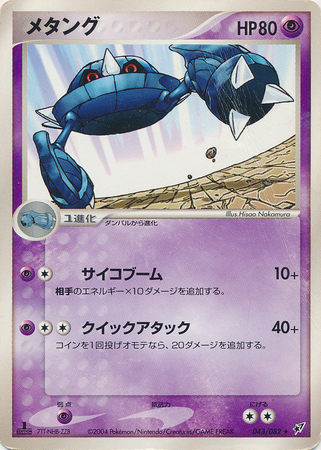 メタング
HP80
Illus.Hisao Nakamura
1進化
ダンバルから進化
サイコブーム 10+
相手のエネルギー×10ダメージを追加する。
クイックアタック 40+
コインを1回投げオモテなら、20ダメージを追加する。
弱点 抵抗力 にげる
1
©2004 Pokémon/Nintendo/Creatures/GAME FREAK.
043/082